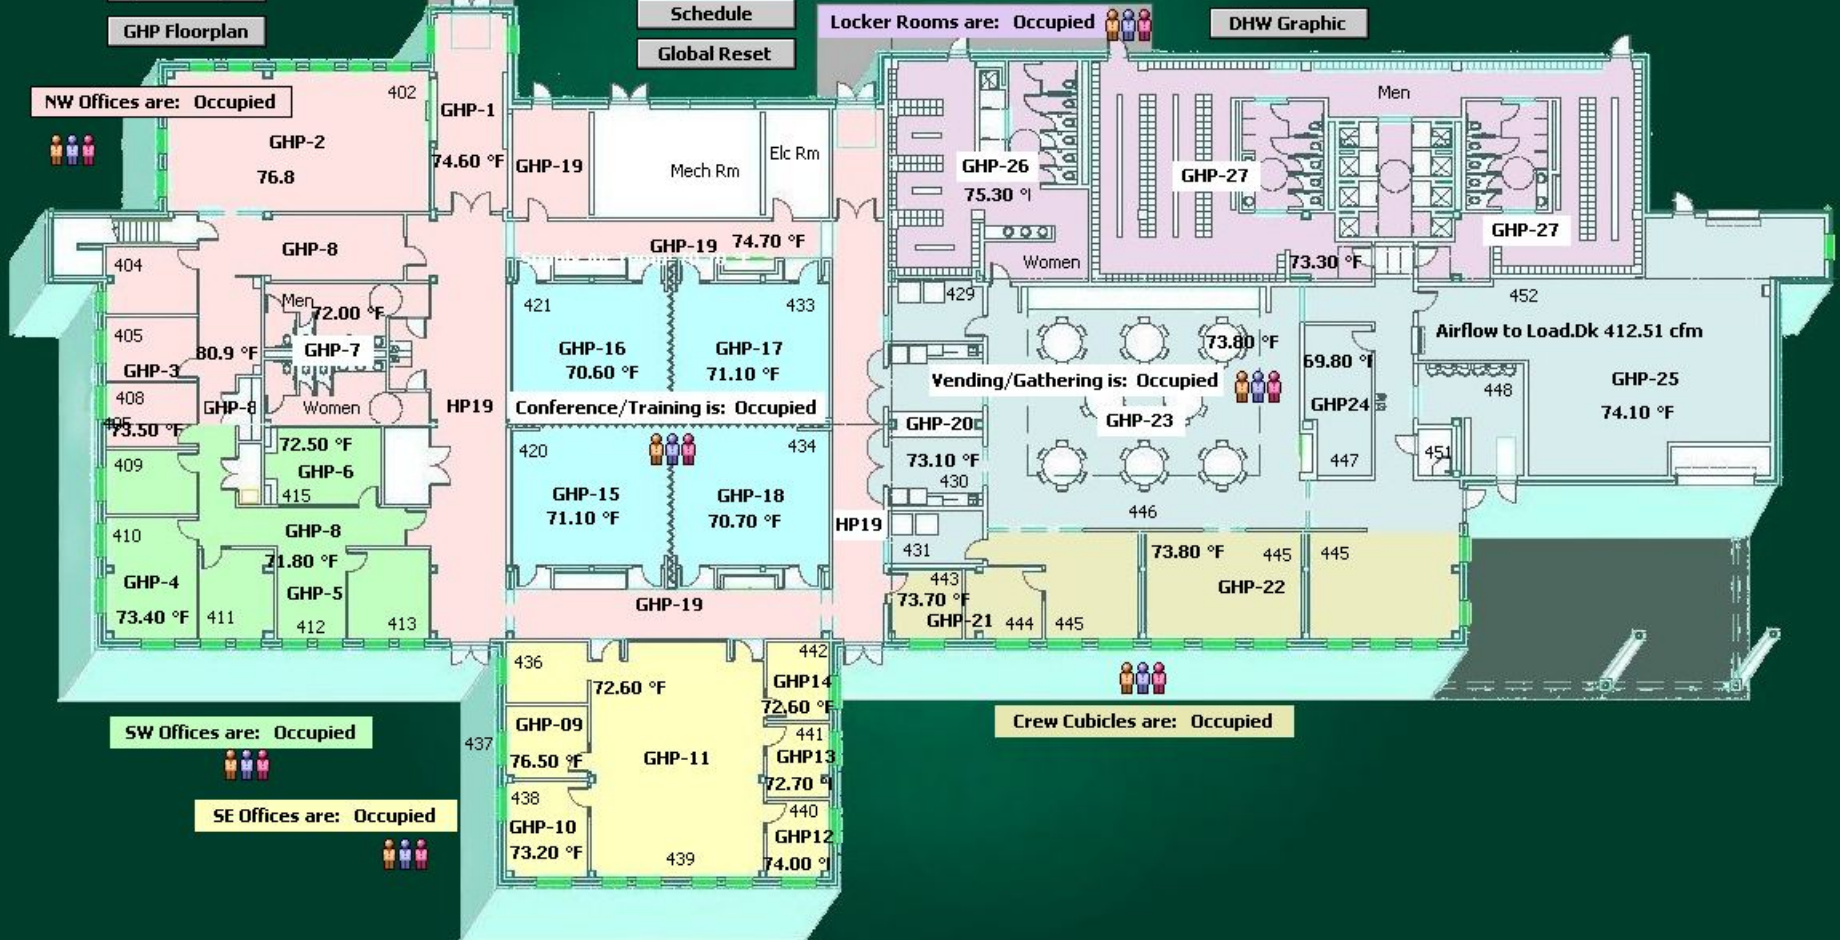 GHP Floorplan
Schedule
Global Reset
Locker Rooms are: Occupied
DHW Graphic
NW Offices are: Occupied
402
GHP-2
76.8
GHP-1
74.60 °F
GHP-19
Mech Rm
Elc Rm
GHP-26
75.30 °
Women
Men
GHP-27
GHP-27
73.30 °F
GHP-8
GHP-19 74.70 °F
404
405
GHP-3
408
73.50 °F
80.9 °F
GHP-8
Men
72.00 °F
GHP-7
Women
HP19
421
GHP-16
70.60 °F
433
GHP-17
71.10 °F
Conference/Training is: Occupied
420
GHP-15
71.10 °F
434
GHP-18
70.70 °F
HP19
GHP-19
429
GHP-20
73.10 °F
430
431
73.80 °F
Vending/Gathering is: Occupied
GHP-23
446
69.80 °
GHP24
447
452
Airflow to Load.Dk 412.51 cfm
GHP-25
74.10 °F
448
451
409
72.50 °F
GHP-6
415
410
GHP-4
73.40 °F
GHP-8
71.80 °F
GHP-5
411
412
413
443
73.70 °F
GHP-21
444
445
73.80 °F
445
GHP-22
445
436
72.60 °F
GHP-09
76.50 °F
437
438
GHP-10
73.20 °F
GHP-11
439
442
GHP14
72.60 °F
441
GHP13
72.70 °
440
GHP12
74.00 °
SW Offices are: Occupied
SE Offices are: Occupied
Crew Cubicles are: Occupied